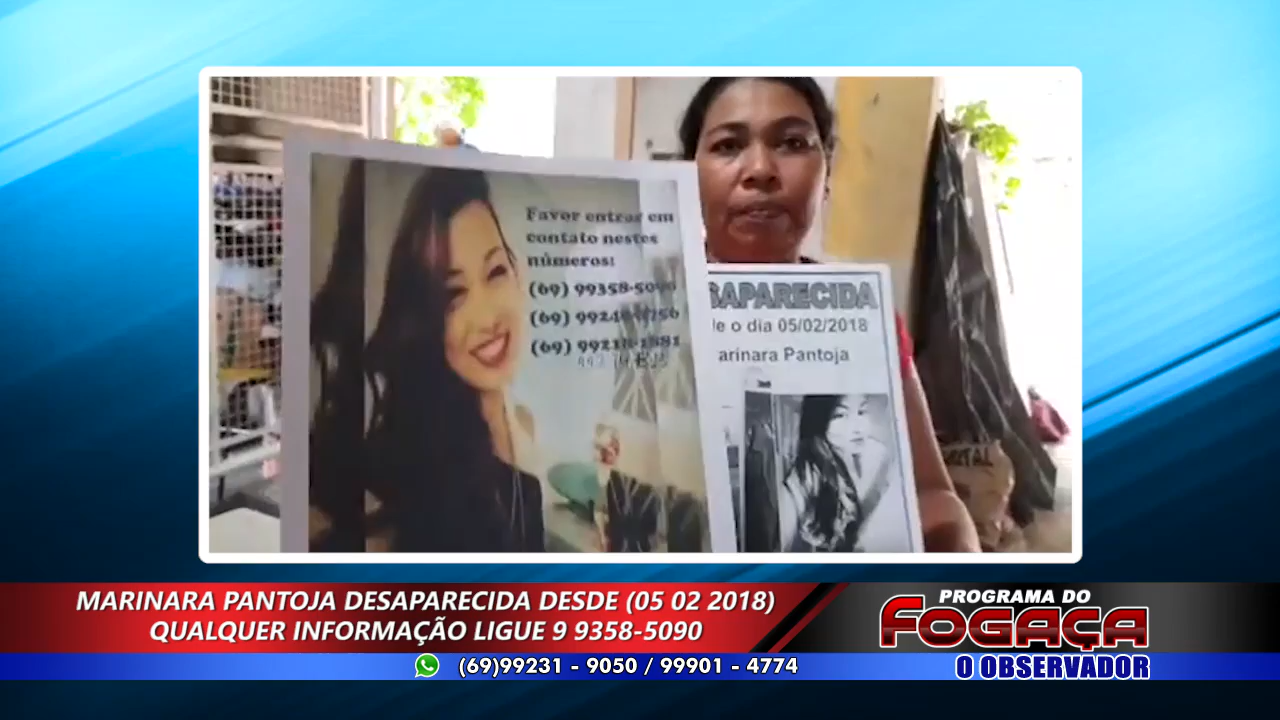 Favor entrar em
contato nestes
números:
(69) 99358-5090
(69)
(69)
SAPARECIDA
le o dia 05/02/2018
arinara Pantoja
MARINARA PANTOJA DESAPARECIDA DESDE (05 02 2018)
QUALQUER INFORMAÇÃO LIGUE 9 9358-5090
PROGRAMA DO
FOGAÇA
O OBSERVADOR
(69)99231 - 9050 / 99901 - 4774